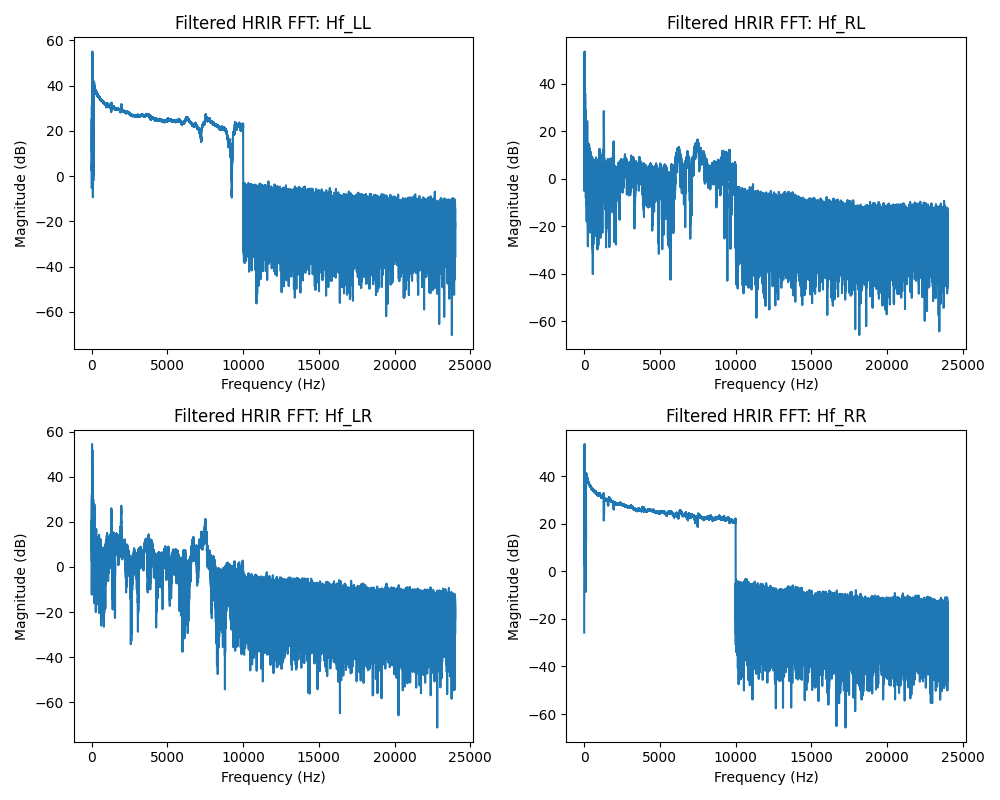 Filtered HRIR FFT: Hf_LL
Magnitude (dB)
60
40
20
0
−20
−40
−60
0 5000 10000 15000 20000 25000
Frequency (Hz)
Filtered HRIR FFT: Hf_RL
Magnitude (dB)
40
20
0
−20
−40
−60
0 5000 10000 15000 20000 25000
Frequency (Hz)
Filtered HRIR FFT: Hf_LR
Magnitude (dB)
60
40
20
0
−20
−40
−60
0 5000 10000 15000 20000 25000
Frequency (Hz)
Filtered HRIR FFT: Hf_RR
Magnitude (dB)
40
20
0
−20
−40
−60
0 5000 10000 15000 20000 25000
Frequency (Hz)